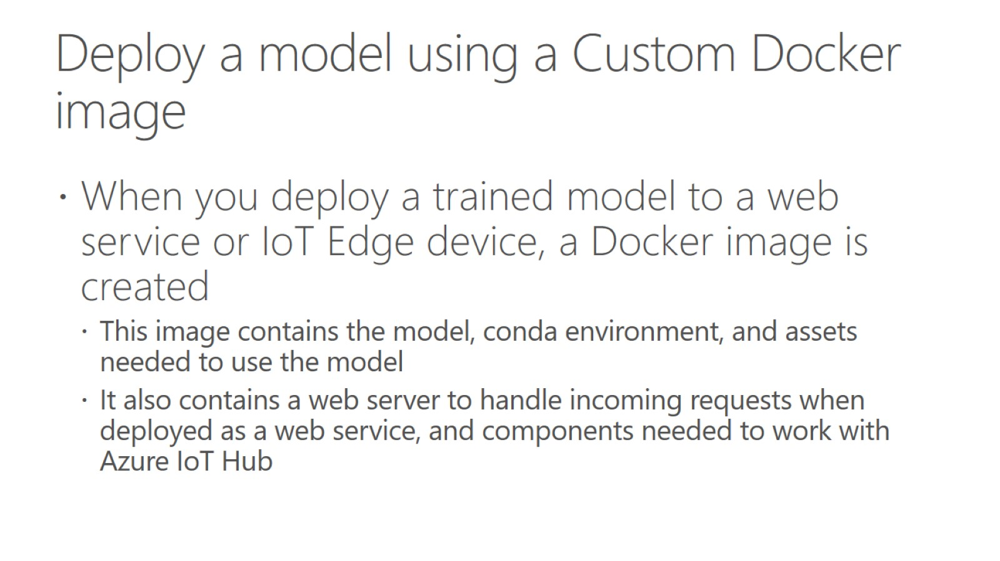 Deploy a model using a Custom Docker
image
• When you deploy a trained model to a web
service or IoT Edge device, a Docker image is
created
• This image contains the model, conda environment, and assets
needed to use the model
• It also contains a web server to handle incoming requests when
deployed as a web service, and components needed to work with
Azure IoT Hub